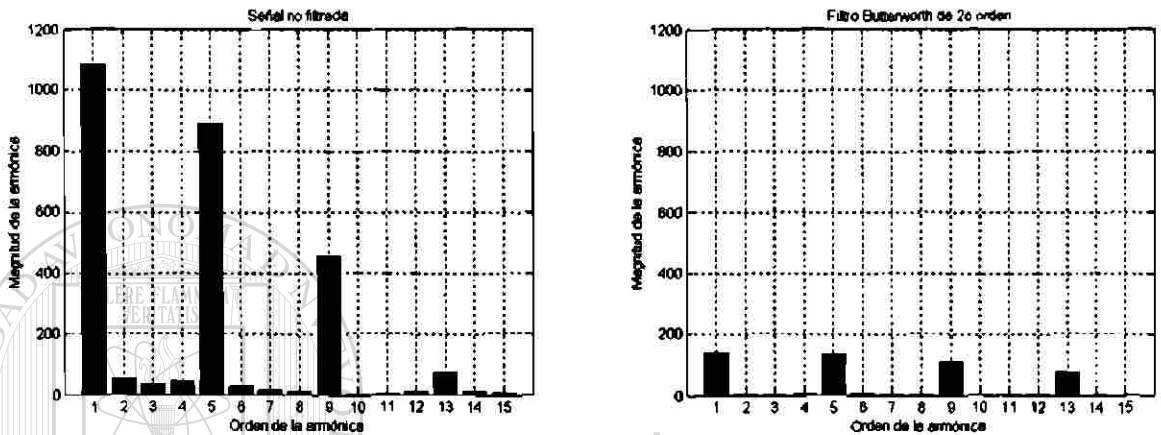 Señal no filtrada
1200
1000
800
600
400
200
0
Magnitud de la armónica
1 2 3 4 5 6 7 8 9 10 11 12 13 14 15
Orden de la armónica
Filtro Butterworth de 2o orden
1200
1000
800
600
400
200
0
Magnitud de la armónica
1 2 3 4 5 6 7 8 9 10 11 12 13 14 15
Orden de la armónica
VERITATIS